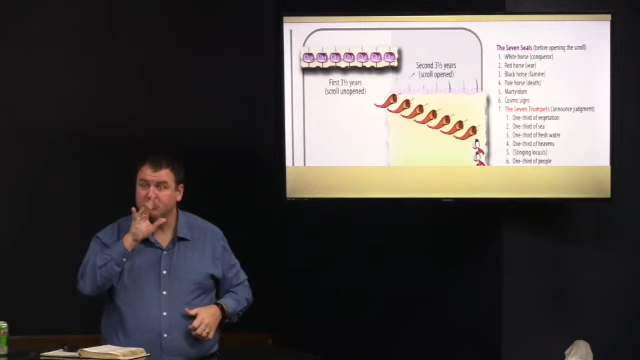 Second 3½ years
(scroll opened)
First 3½ years
(scroll unopened)
The Seven Seals (before opening the scroll)
1 White horse (conqueror)
2 Red horse (war)
3 Black horse (famine)
4 Pale horse (death)
5 Martyrdom
6 Cosmic signs
7 The Seven Trumpets (announce judgment)
1 One-third of vegetation
2 One-third of sea
3 One-third of fresh water
4 One-third of heavens
5 (Stinging locusts)
6 One-third of people